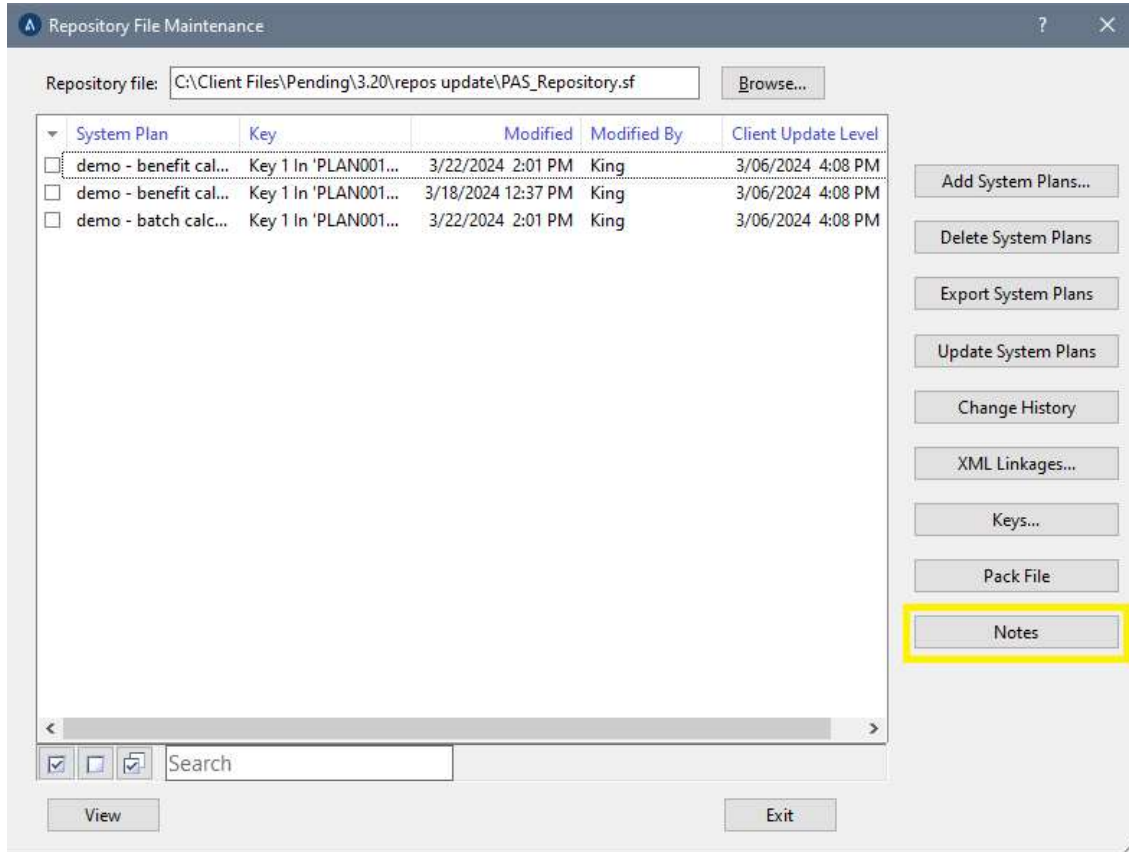 Repository File Maintenance
Repository file: C:\Client Files\Pending\3.20\repos update\PAS_Repository.sf Browse...
System Plan Key Modified Modified By Client Update Level
demo - benefit cal... Key 1 In 'PLAN001... 3/22/2024 2:01 PM King 3/06/2024 4:08 PM
demo - benefit cal... Key 1 In 'PLAN001... 3/18/2024 12:37 PM King 3/06/2024 4:08 PM
demo - batch calc... Key 1 In 'PLAN001... 3/22/2024 2:01 PM King 3/06/2024 4:08 PM
Add System Plans...
Delete System Plans
Export System Plans
Update System Plans
Change History
XML Linkages...
Keys...
Pack File
Notes
Search
View Exit